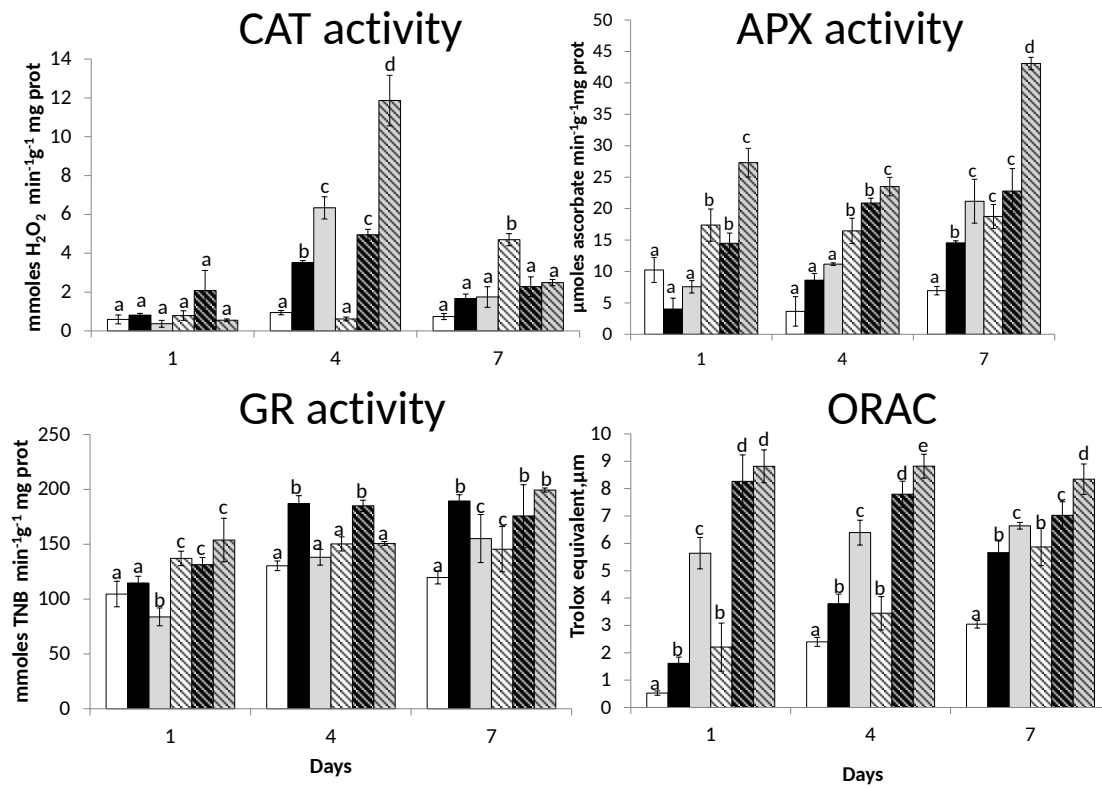 CAT activity
mmoles H₂O₂ min⁻¹g⁻¹ mg prot
14
12
10
8
6
4
2
0
a a a a a a
a b c a c d
a a a b a a
1 4 7
APX activity
µmoles ascorbate min⁻¹g⁻¹mg prot
50
45
40
35
30
25
20
15
10
5
0
a a a b b c
a a a b b c
a b c c c d
1 4 7
GR activity
mmoles TNB min⁻¹g⁻¹ mg prot
250
200
150
100
50
0
a a b c c c
a b a a b a
a b c c b b
1 4 7
Days
ORAC
Trolox equivalent,µm
10
9
8
7
6
5
4
3
2
1
0
a b c b d d
a b c b d e
a b c b c d
1 4 7
Days